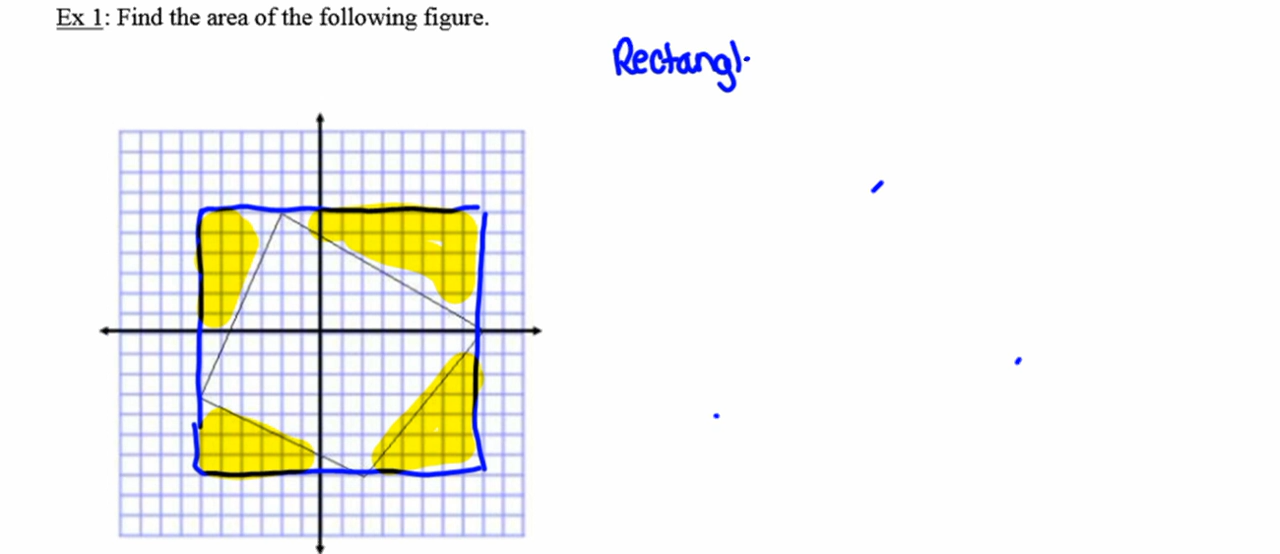 Ex 1: Find the area of the following figure.
Rectangl